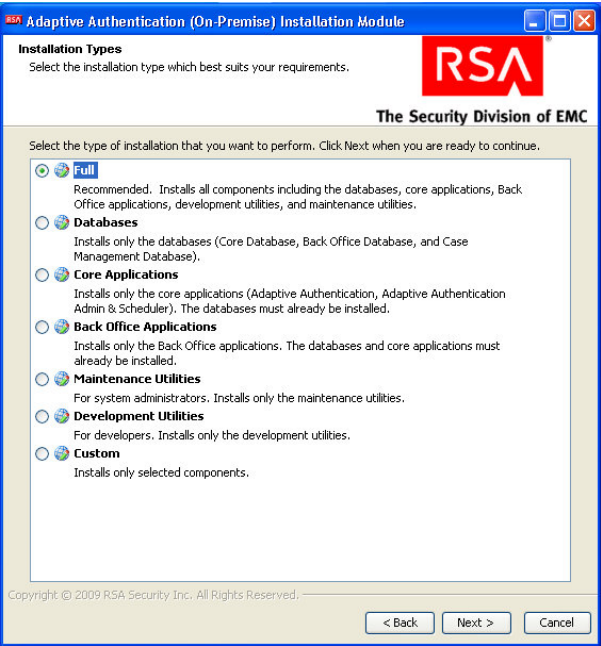 RSA Adaptive Authentication (On-Premise) Installation Module
Installation Types
Select the installation type which best suits your requirements.
RSA
The Security Division of EMC
Select the type of installation that you want to perform. Click Next when you are ready to continue.
Full
Recommended. Installs all components including the databases, core applications, Back
Office applications, development utilities, and maintenance utilities.
Databases
Installs only the databases (Core Database, Back Office Database, and Case
Management Database).
Core Applications
Installs only the core applications (Adaptive Authentication, Adaptive Authentication
Admin & Scheduler). The databases must already be installed.
Back Office Applications
Installs only the Back Office applications. The databases and core applications must
already be installed.
Maintenance Utilities
For system administrators. Installs only the maintenance utilities.
Development Utilities
For developers. Installs only the development utilities.
Custom
Installs only selected components.
Copyright © 2009 RSA Security Inc. All Rights Reserved.
< Back Next > Cancel